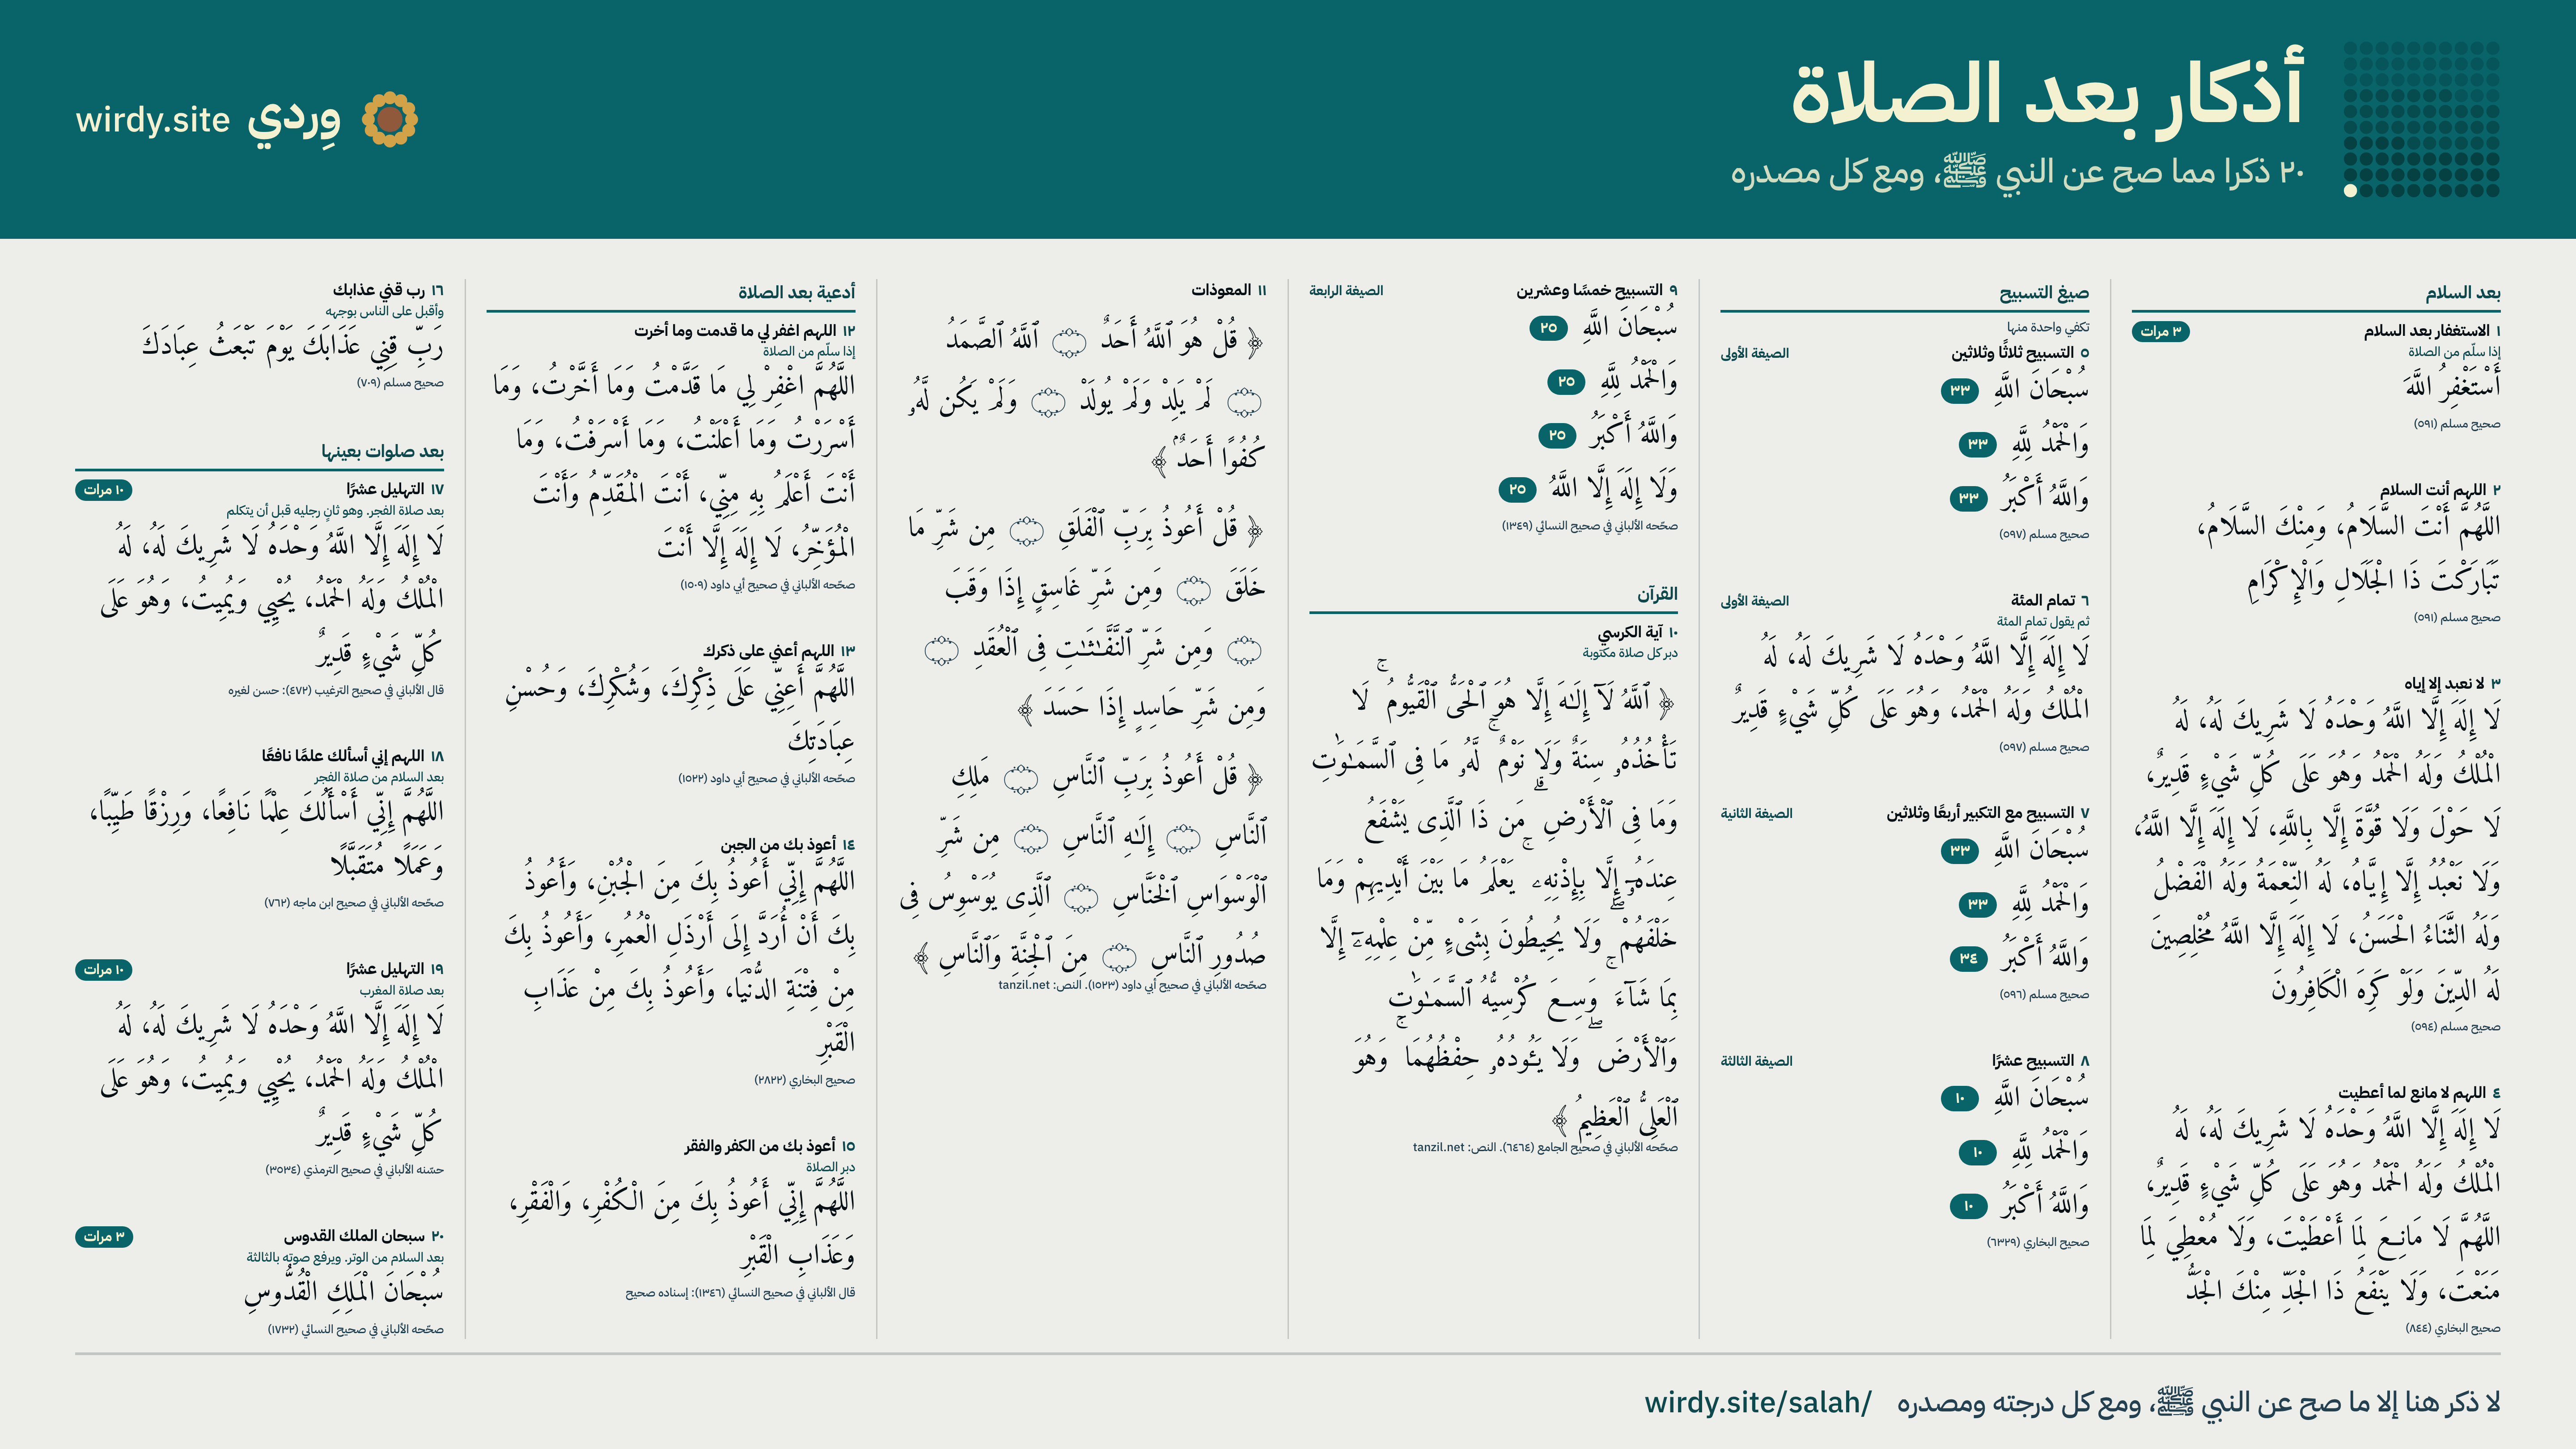 أذكار بعد الصلاة
٢٠ ذكرا مما صح عن النبي ﷺ، ومع كل مصدره
وِردي wirdy.site
بعد السلام
١ الاستغفار بعد السلام ٣ مرات
إذا سلّم من الصلاة
أَسْتَغْفِرُ اللَّهَ
صحيح مسلم (٥٩١)
٢ اللهم أنت السلام
اللَّهُمَّ أَنْتَ السَّلَامُ، وَمِنْكَ السَّلَامُ،
تَبَارَكْتَ ذَا الْجَلَالِ وَالْإِكْرَامِ
صحيح مسلم (٥٩١)
٣ لا نعبد إلا إياه
لَا إِلَهَ إِلَّا اللَّهُ وَحْدَهُ لَا شَرِيكَ لَهُ، لَهُ
الْمُلْكُ وَلَهُ الْحَمْدُ وَهُوَ عَلَى كُلِّ شَيْءٍ قَدِيرٌ،
لَا حَوْلَ وَلَا قُوَّةَ إِلَّا بِاللَّهِ، لَا إِلَهَ إِلَّا اللَّهُ،
وَلَا نَعْبُدُ إِلَّا إِيَّاهُ، لَهُ النِّعْمَةُ وَلَهُ الْفَضْلُ
وَلَهُ الثَّنَاءُ الْحَسَنُ، لَا إِلَهَ إِلَّا اللَّهُ مُخْلِصِينَ
لَهُ الدِّينَ وَلَوْ كَرِهَ الْكَافِرُونَ
صحيح مسلم (٥٩٤)
٤ اللهم لا مانع لما أعطيت
لَا إِلَهَ إِلَّا اللَّهُ وَحْدَهُ لَا شَرِيكَ لَهُ، لَهُ
الْمُلْكُ وَلَهُ الْحَمْدُ وَهُوَ عَلَى كُلِّ شَيْءٍ قَدِيرٌ،
اللَّهُمَّ لَا مَانِعَ لِمَا أَعْطَيْتَ، وَلَا مُعْطِيَ لِمَا
مَنَعْتَ، وَلَا يَنْفَعُ ذَا الْجَدِّ مِنْكَ الْجَدُّ
صحيح البخاري (٨٤٤)
صيغ التسبيح
تكفي واحدة منها
٥ التسبيح ثلاثًا وثلاثين الصيغة الأولى
سُبْحَانَ اللَّهِ ٣٣
وَالْحَمْدُ لِلَّهِ ٣٣
وَاللَّهُ أَكْبَرُ ٣٣
صحيح مسلم (٥٩٧)
٦ تمام المئة الصيغة الأولى
ثم يقول تمام المئة
لَا إِلَهَ إِلَّا اللَّهُ وَحْدَهُ لَا شَرِيكَ لَهُ، لَهُ
الْمُلْكُ وَلَهُ الْحَمْدُ، وَهُوَ عَلَى كُلِّ شَيْءٍ قَدِيرٌ
صحيح مسلم (٥٩٧)
٧ التسبيح مع التكبير أربعًا وثلاثين الصيغة الثانية
سُبْحَانَ اللَّهِ ٣٣
وَالْحَمْدُ لِلَّهِ ٣٣
وَاللَّهُ أَكْبَرُ ٣٤
صحيح مسلم (٥٩٦)
٨ التسبيح عشرًا الصيغة الثالثة
سُبْحَانَ اللَّهِ ١٠
وَالْحَمْدُ لِلَّهِ ١٠
وَاللَّهُ أَكْبَرُ ١٠
صحيح البخاري (٦٣٢٩)
٩ التسبيح خمسًا وعشرين الصيغة الرابعة
سُبْحَانَ اللَّهِ ٢٥
وَالْحَمْدُ لِلَّهِ ٢٥
وَاللَّهُ أَكْبَرُ ٢٥
وَلَا إِلَهَ إِلَّا اللَّهُ ٢٥
صحّحه الألباني في صحيح النسائي (١٣٤٩)
القرآن
١٠ آية الكرسي
دبر كل صلاة مكتوبة
﴿ ٱللَّهُ لَآ إِلَـٰهَ إِلَّا هُوَ ٱلْحَىُّ ٱلْقَيُّومُ ۚ لَا
تَأْخُذُهُۥ سِنَةٌ وَلَا نَوْمٌ ۚ لَّهُۥ مَا فِى ٱلسَّمَـٰوَٰتِ
وَمَا فِى ٱلْأَرْضِ ۗ مَن ذَا ٱلَّذِى يَشْفَعُ
عِندَهُۥٓ إِلَّا بِإِذْنِهِۦ ۚ يَعْلَمُ مَا بَيْنَ أَيْدِيهِمْ وَمَا
خَلْفَهُمْ ۖ وَلَا يُحِيطُونَ بِشَىْءٍ مِّنْ عِلْمِهِۦٓ إِلَّا
بِمَا شَآءَ ۚ وَسِعَ كُرْسِيُّهُ ٱلسَّمَـٰوَٰتِ
وَٱلْأَرْضَ ۖ وَلَا يَـُٔودُهُۥ حِفْظُهُمَا ۚ وَهُوَ
ٱلْعَلِىُّ ٱلْعَظِيمُ ﴾
صحّحه الألباني في صحيح الجامع (٦٤٦٤). النص: tanzil.net
١١ المعوذات
﴿ قُلْ هُوَ ٱللَّهُ أَحَدٌ ۝ ٱللَّهُ ٱلصَّمَدُ
۝ لَمْ يَلِدْ وَلَمْ يُولَدْ ۝ وَلَمْ يَكُن لَّهُۥ
كُفُوًا أَحَدٌۢ ﴾
﴿ قُلْ أَعُوذُ بِرَبِّ ٱلْفَلَقِ ۝ مِن شَرِّ مَا
خَلَقَ ۝ وَمِن شَرِّ غَاسِقٍ إِذَا وَقَبَ
۝ وَمِن شَرِّ ٱلنَّفَّـٰثَـٰتِ فِى ٱلْعُقَدِ ۝
وَمِن شَرِّ حَاسِدٍ إِذَا حَسَدَ ﴾
﴿ قُلْ أَعُوذُ بِرَبِّ ٱلنَّاسِ ۝ مَلِكِ
ٱلنَّاسِ ۝ إِلَـٰهِ ٱلنَّاسِ ۝ مِن شَرِّ
ٱلْوَسْوَاسِ ٱلْخَنَّاسِ ۝ ٱلَّذِى يُوَسْوِسُ فِى
صُدُورِ ٱلنَّاسِ ۝ مِنَ ٱلْجِنَّةِ وَٱلنَّاسِ ﴾
صحّحه الألباني في صحيح أبي داود (١٥٢٣). النص: tanzil.net
أدعية بعد الصلاة
١٢ اللهم اغفر لي ما قدمت وما أخرت
إذا سلّم من الصلاة
اللَّهُمَّ اغْفِرْ لِي مَا قَدَّمْتُ وَمَا أَخَّرْتُ، وَمَا
أَسْرَرْتُ وَمَا أَعْلَنْتُ، وَمَا أَسْرَفْتُ، وَمَا
أَنْتَ أَعْلَمُ بِهِ مِنِّي، أَنْتَ الْمُقَدِّمُ وَأَنْتَ
الْمُؤَخِّرُ، لَا إِلَهَ إِلَّا أَنْتَ
صحّحه الألباني في صحيح أبي داود (١٥٠٩)
١٣ اللهم أعني على ذكرك
اللَّهُمَّ أَعِنِّي عَلَى ذِكْرِكَ، وَشُكْرِكَ، وَحُسْنِ
عِبَادَتِكَ
صحّحه الألباني في صحيح أبي داود (١٥٢٢)
١٤ أعوذ بك من الجبن
اللَّهُمَّ إِنِّي أَعُوذُ بِكَ مِنَ الْجُبْنِ، وَأَعُوذُ
بِكَ أَنْ أُرَدَّ إِلَى أَرْذَلِ الْعُمُرِ، وَأَعُوذُ بِكَ
مِنْ فِتْنَةِ الدُّنْيَا، وَأَعُوذُ بِكَ مِنْ عَذَابِ
الْقَبْرِ
صحيح البخاري (٢٨٢٢)
١٥ أعوذ بك من الكفر والفقر
دبر الصلاة
اللَّهُمَّ إِنِّي أَعُوذُ بِكَ مِنَ الْكُفْرِ، وَالْفَقْرِ،
وَعَذَابِ الْقَبْرِ
قال الألباني في صحيح النسائي (١٣٤٦): إسناده صحيح
١٦ رب قني عذابك
وأقبل على الناس بوجهه
رَبِّ قِنِي عَذَابَكَ يَوْمَ تَبْعَثُ عِبَادَكَ
صحيح مسلم (٧٠٩)
بعد صلوات بعينها
١٧ التهليل عشرًا ١٠ مرات
بعد صلاة الفجر. وهو ثانٍ رجليه قبل أن يتكلم
لَا إِلَهَ إِلَّا اللَّهُ وَحْدَهُ لَا شَرِيكَ لَهُ، لَهُ
الْمُلْكُ وَلَهُ الْحَمْدُ، يُحْيِي وَيُمِيتُ، وَهُوَ عَلَى
كُلِّ شَيْءٍ قَدِيرٌ
قال الألباني في صحيح الترغيب (٤٧٢): حسن لغيره
١٨ اللهم إني أسألك علمًا نافعًا
بعد السلام من صلاة الفجر
اللَّهُمَّ إِنِّي أَسْأَلُكَ عِلْمًا نَافِعًا، وَرِزْقًا طَيِّبًا،
وَعَمَلًا مُتَقَبَّلًا
صحّحه الألباني في صحيح ابن ماجه (٧٦٢)
١٩ التهليل عشرًا ١٠ مرات
بعد صلاة المغرب
لَا إِلَهَ إِلَّا اللَّهُ وَحْدَهُ لَا شَرِيكَ لَهُ، لَهُ
الْمُلْكُ وَلَهُ الْحَمْدُ، يُحْيِي وَيُمِيتُ، وَهُوَ عَلَى
كُلِّ شَيْءٍ قَدِيرٌ
حسّنه الألباني في صحيح الترمذي (٣٥٣٤)
٢٠ سبحان الملك القدوس ٣ مرات
بعد السلام من الوتر. ويرفع صوته بالثالثة
سُبْحَانَ الْمَلِكِ الْقُدُّوسِ
صحّحه الألباني في صحيح النسائي (١٧٣٢)
لا ذكر هنا إلا ما صح عن النبي ﷺ، ومع كل درجته ومصدره wirdy.site/salah/